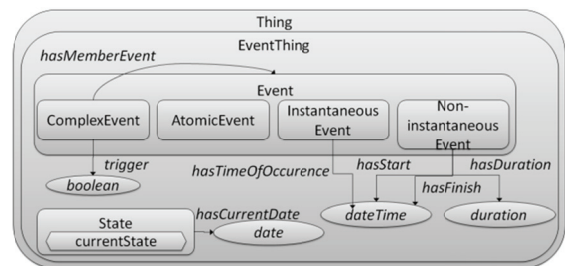 Thing
EventThing
hasMemberEvent
Event
ComplexEvent
AtomicEvent
Instantaneous
Event
Non-
instantaneous
Event
trigger
hasTimeOfOccurence
hasStart
hasDuration
hasFinish
boolean
dateTime
duration
State
currentState
hasCurrentDate
date